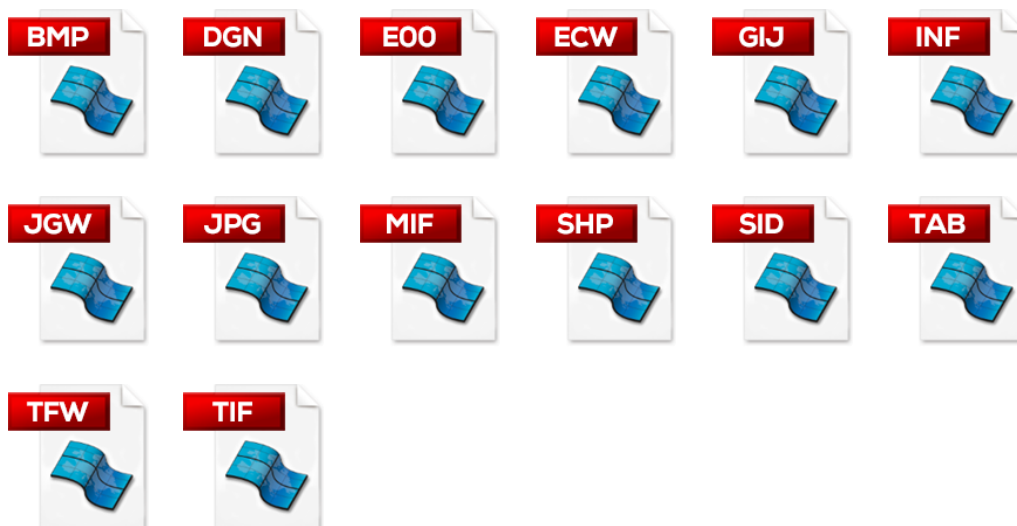 BMP DGN E00 ECW GIJ INF
JGW JPG MIF SHP SID TAB
TFW TIF